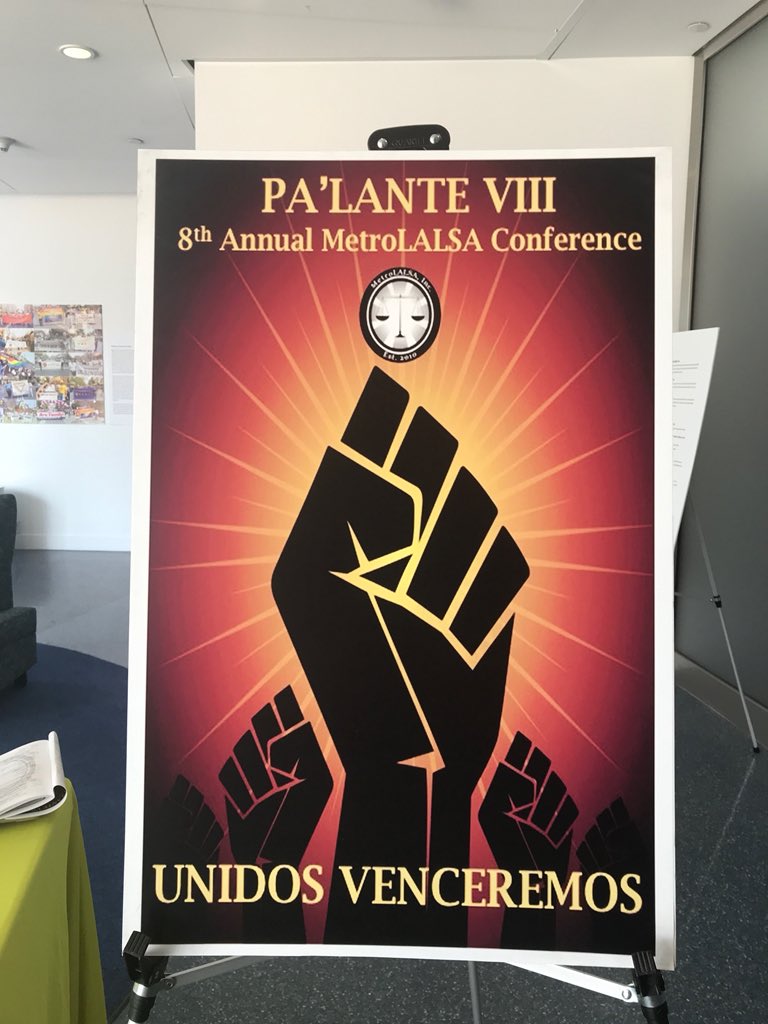 PA'LANTE VIII
8th Annual MetroLALSA Conference
MetroLALSA, Inc.
Est. 2010
UNIDOS VENCEREMOS